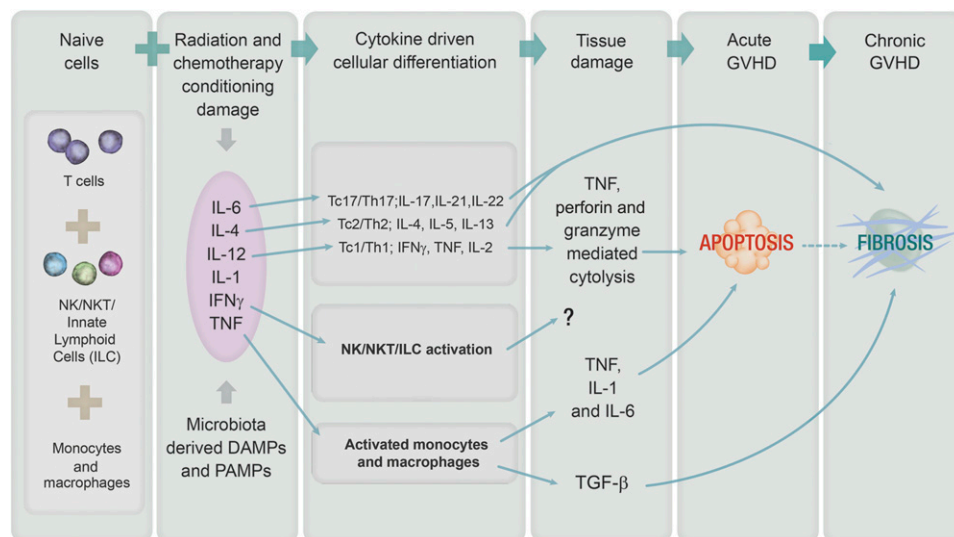 Naive
cells
Radiation and
chemotherapy
conditioning
damage
Cytokine driven
cellular differentiation
Tissue
damage
Acute
GVHD
Chronic
GVHD
T cells
NK/NKT/
Innate
Lymphoid
Cells (ILC)
Monocytes
and
macrophages
IL-6
IL-4
IL-12
IL-1
IFNγ
TNF
Microbiota
derived DAMPs
and PAMPs
Tc17/Th17;IL-17,IL-21,IL-22
Tc2/Th2; IL-4, IL-5, IL-13
Tc1/Th1; IFNγ, TNF, IL-2
NK/NKT/ILC activation
Activated monocytes
and macrophages
TNF,
perforin and
granzyme
mediated
cytolysis
?
TNF,
IL-1
and IL-6
TGF-β
APOPTOSIS
FIBROSIS